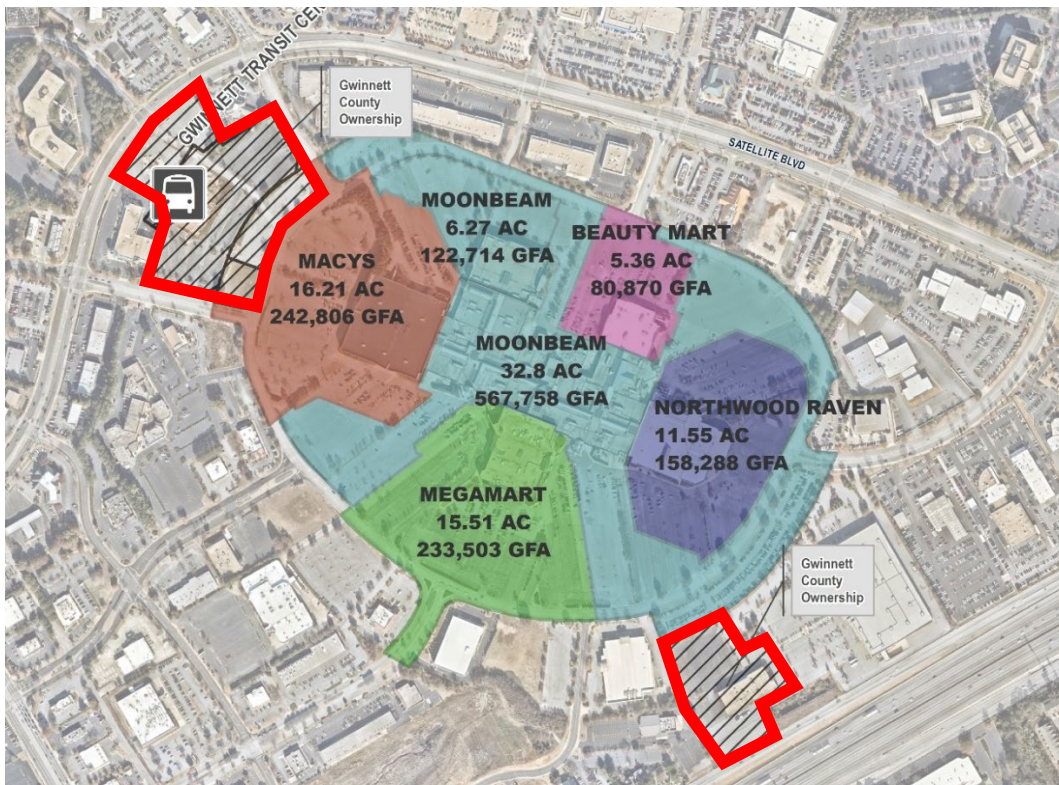 GWINNETT TRANSIT CEN
Gwinnett
County
Ownership
SATELLITE BLVD
MOONBEAM
6.27 AC
122,714 GFA
BEAUTY MART
5.36 AC
80,870 GFA
MACYS
16.21 AC
242,806 GFA
MOONBEAM
32.8 AC
567,758 GFA
NORTHWOOD RAVEN
11.55 AC
158,288 GFA
MEGAMART
15.51 AC
233,503 GFA
Gwinnett
County
Ownership